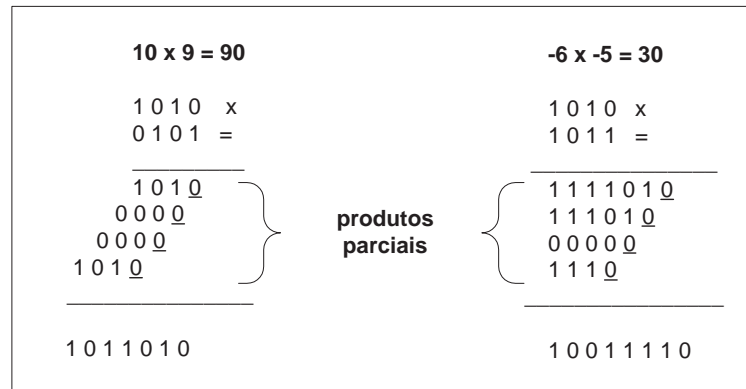 10 x 9 = 90
1 0 1 0 x
0 1 0 1 =
1 0 1 0
0 0 0 0
0 0 0 0
1 0 1 0
1 0 1 1 0 1 0
produtos
parciais
-6 x -5 = 30
1 0 1 0 x
1 0 1 1 =
1 1 1 1 0 1 0
1 1 1 0 1 0
0 0 0 0 0
1 1 1 0
1 0 0 1 1 1 1 0